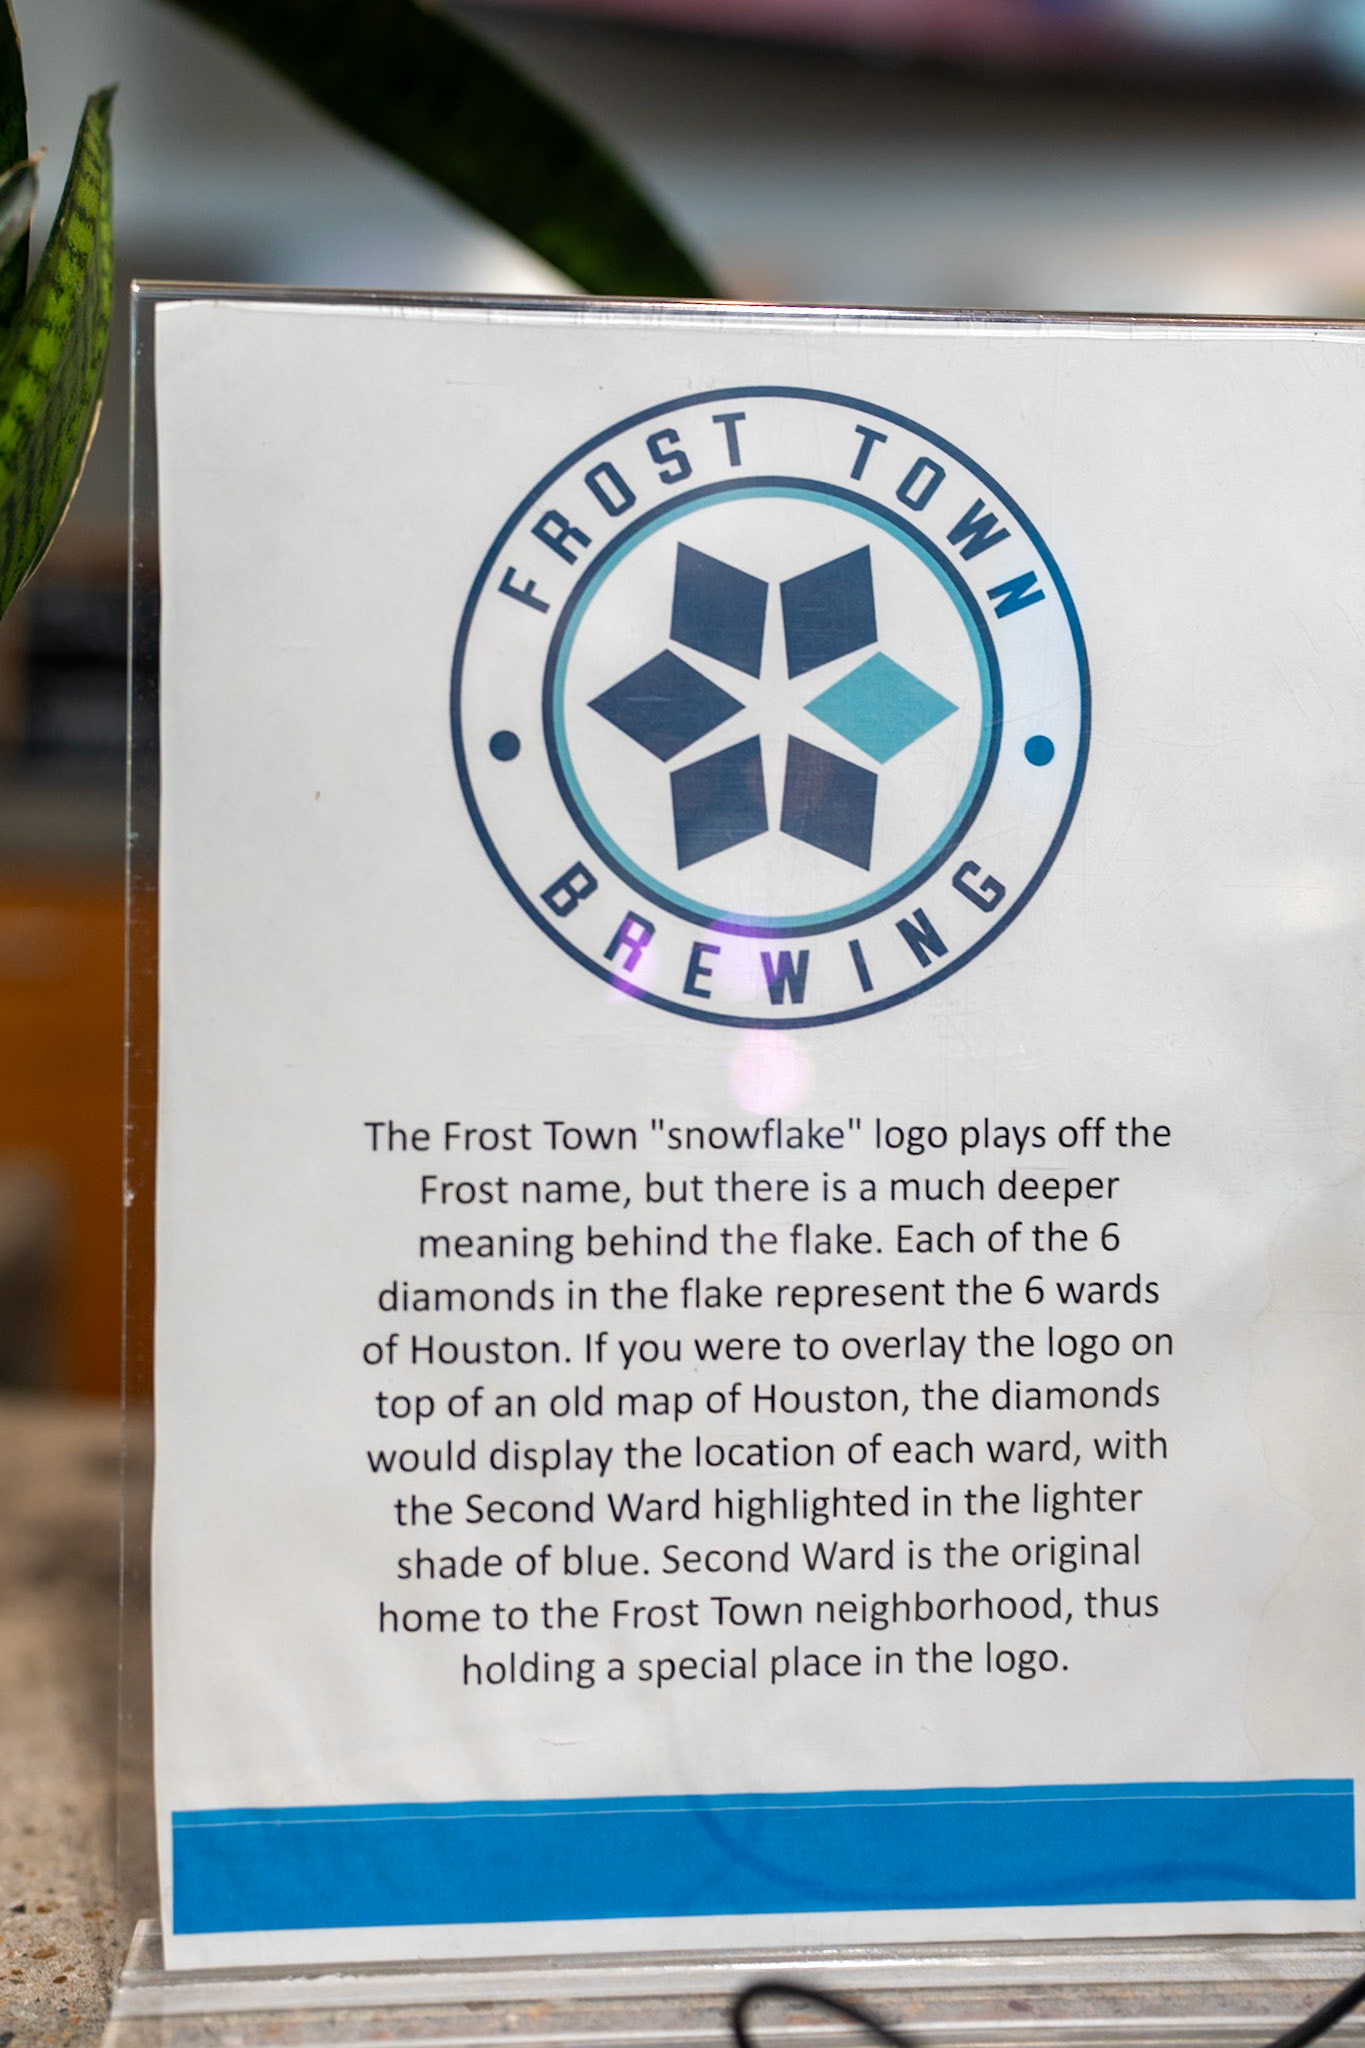 FROST TOWN
BREWING
The Frost Town "snowflake" logo plays off the
Frost name, but there is a much deeper
meaning behind the flake. Each of the 6
diamonds in the flake represent the 6 wards
of Houston. If you were to overlay the logo on
top of an old map of Houston, the diamonds
would display the location of each ward, with
the Second Ward highlighted in the lighter
shade of blue. Second Ward is the original
home to the Frost Town neighborhood, thus
holding a special place in the logo.